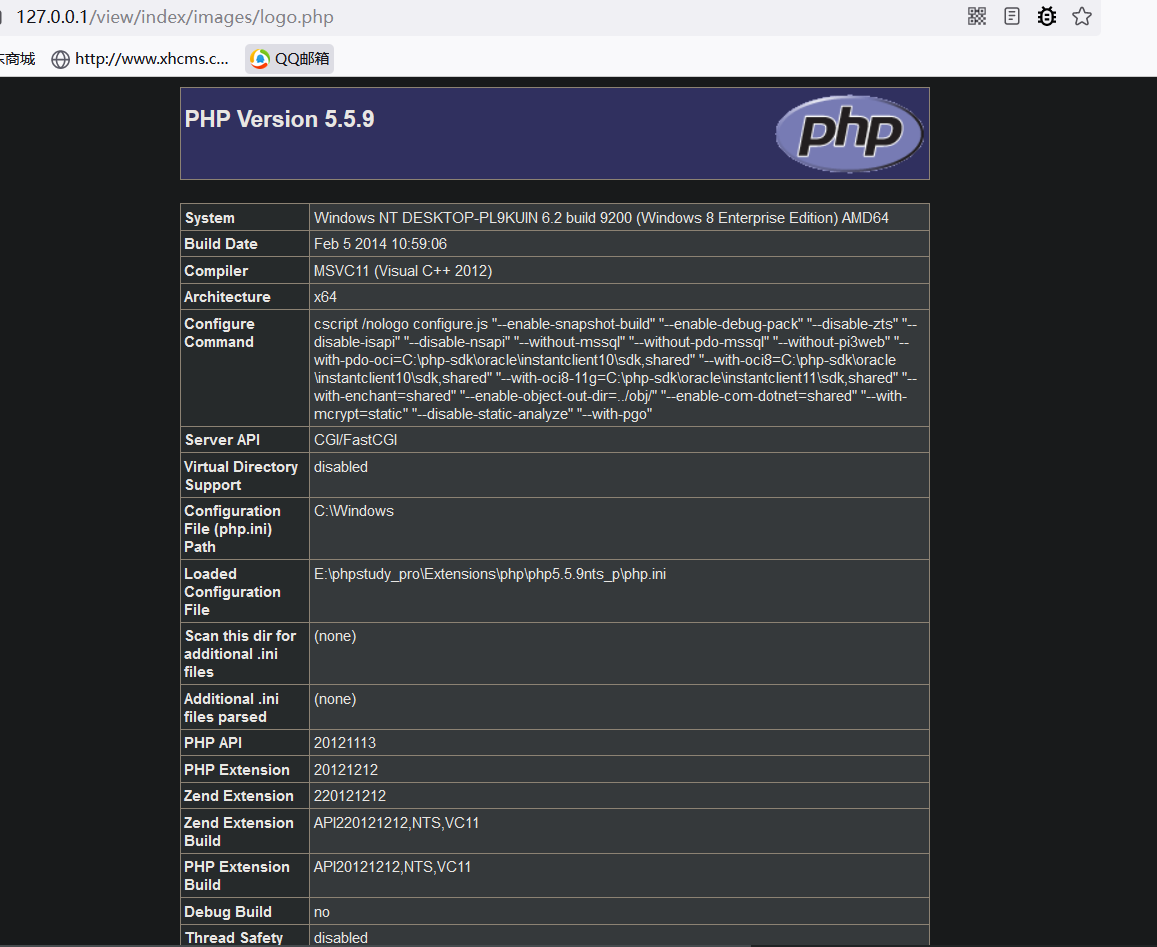 127.0.0.1/view/index/images/logo.php
东商城 http://www.xhcms.c... QQ邮箱
PHP Version 5.5.9 php
System Windows NT DESKTOP-PL9KUIN 6.2 build 9200 (Windows 8 Enterprise Edition) AMD64
Build Date Feb 5 2014 10:59:06
Compiler MSVC11 (Visual C++ 2012)
Architecture x64
Configure Command cscript /nologo configure.js "--enable-snapshot-build" "--enable-debug-pack" "--disable-zts" "--
disable-isapi" "--disable-nsapi" "--without-mssql" "--without-pdo-mssql" "--without-pi3web" "--
with-pdo-oci=C:\php-sdk\oracle\instantclient10\sdk,shared" "--with-oci8=C:\php-sdk\oracle
\instantclient10\sdk,shared" "--with-oci8-11g=C:\php-sdk\oracle\instantclient11\sdk,shared" "--
with-enchant=shared" "--enable-object-out-dir=../obj/" "--enable-com-dotnet=shared" "--with-
mcrypt=static" "--disable-static-analyze" "--with-pgo"
Server API CGI/FastCGI
Virtual Directory
Support disabled
Configuration
File (php.ini)
Path C:\Windows
Loaded
Configuration
File E:\phpstudy_pro\Extensions\php\php5.5.9nts_p\php.ini
Scan this dir for
additional .ini
files (none)
Additional .ini
files parsed (none)
PHP API 20121113
PHP Extension 20121212
Zend Extension 220121212
Zend Extension
Build API220121212,NTS,VC11
PHP Extension
Build API20121212,NTS,VC11
Debug Build no
Thread Safety disabled